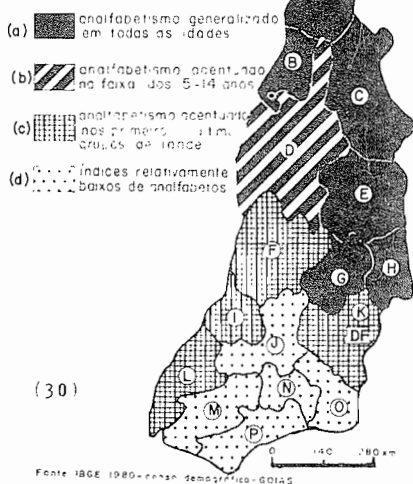 (a) analfabetismo generalizado
em todas as idades
(b) analfabetismo acentuado
na faixa dos 5-14 anos
(c) analfabetismo acentuado
nos
grupos de idade
(d) índices relativamente
baixos de analfabetos
B
C
D
E
F
G
H
I
J
K
DF
L
M
N
O
P
(30)
0 140 280 km
Fonte IBGE 1980-censo demográfico-GOIÁS